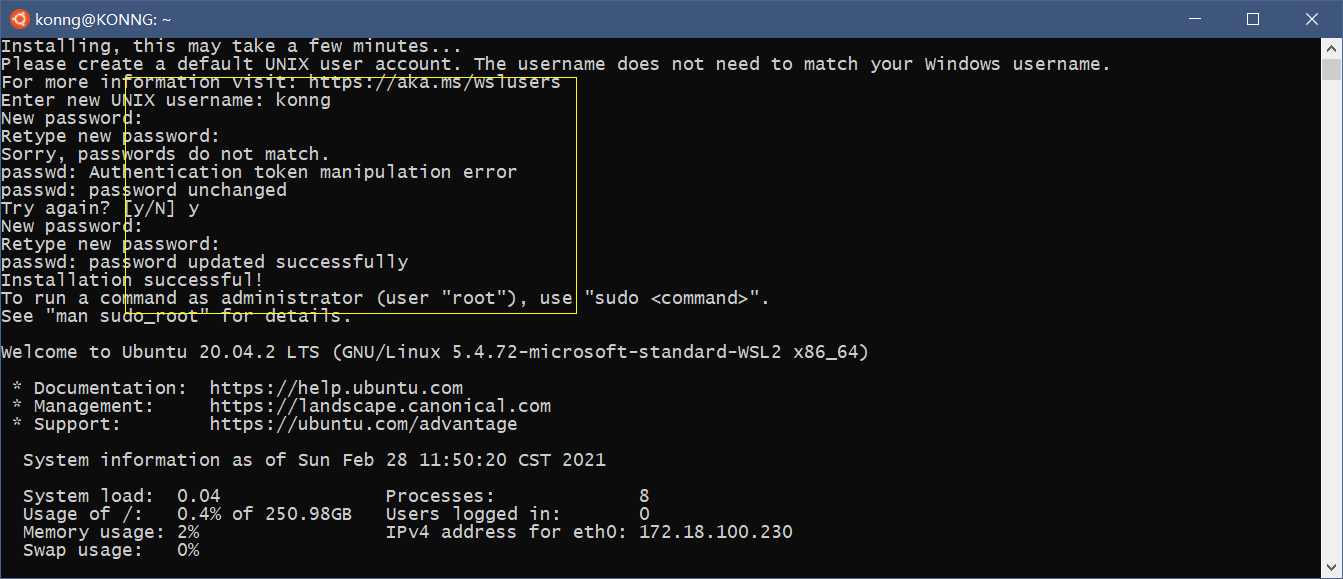 konng@KONNG: ~
Installing, this may take a few minutes...
Please create a default UNIX user account. The username does not need to match your Windows username.
For more information visit: https://aka.ms/wslusers
Enter new UNIX username: konng
New password:
Retype new password:
Sorry, passwords do not match.
passwd: Authentication token manipulation error
passwd: password unchanged
Try again? [y/N] y
New password:
Retype new password:
passwd: password updated successfully
Installation successful!
To run a command as administrator (user "root"), use "sudo <command>".
See "man sudo_root" for details.
Welcome to Ubuntu 20.04.2 LTS (GNU/Linux 5.4.72-microsoft-standard-WSL2 x86_64)
* Documentation:  https://help.ubuntu.com
* Management:     https://landscape.canonical.com
* Support:        https://ubuntu.com/advantage
System information as of Sun Feb 28 11:50:20 CST 2021
System load:  0.04               Processes:             8
Usage of /:   0.4% of 250.98GB   Users logged in:       0
Memory usage: 2%                 IPv4 address for eth0: 172.18.100.230
Swap usage:   0%